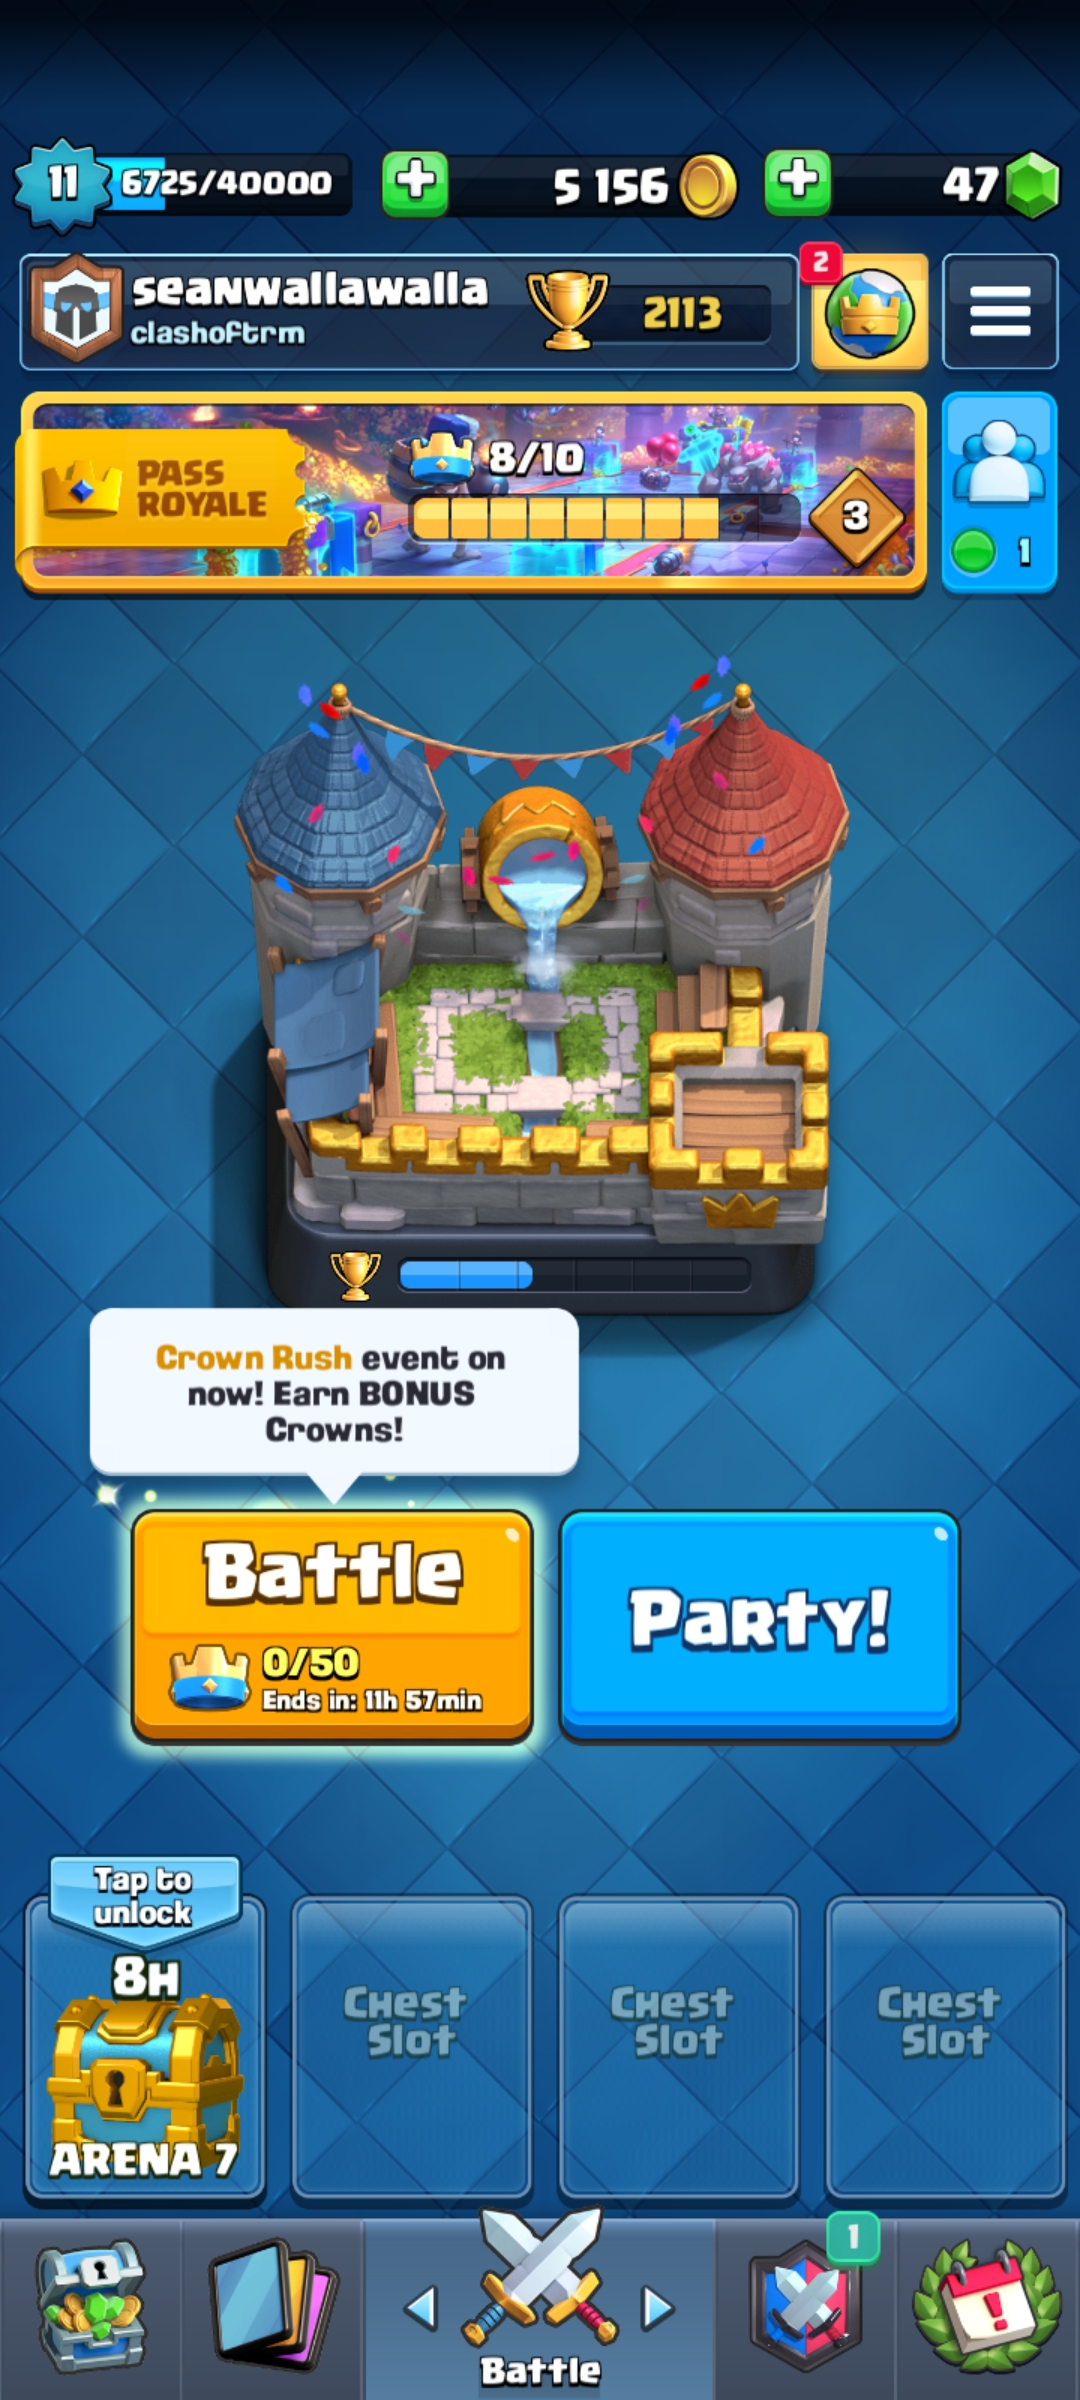 11
6725/40000
5 156
47
seanwallawalla
clashoftrm
2113
2
PASS
ROYALE
8/10
3
1
Crown Rush event on
now! Earn BONUS
Crowns!
Battle
0/50
Ends in: 11h 57min
Party!
Tap to
unlock
8H
ARENA 7
Chest
Slot
Chest
Slot
Chest
Slot
1
Battle